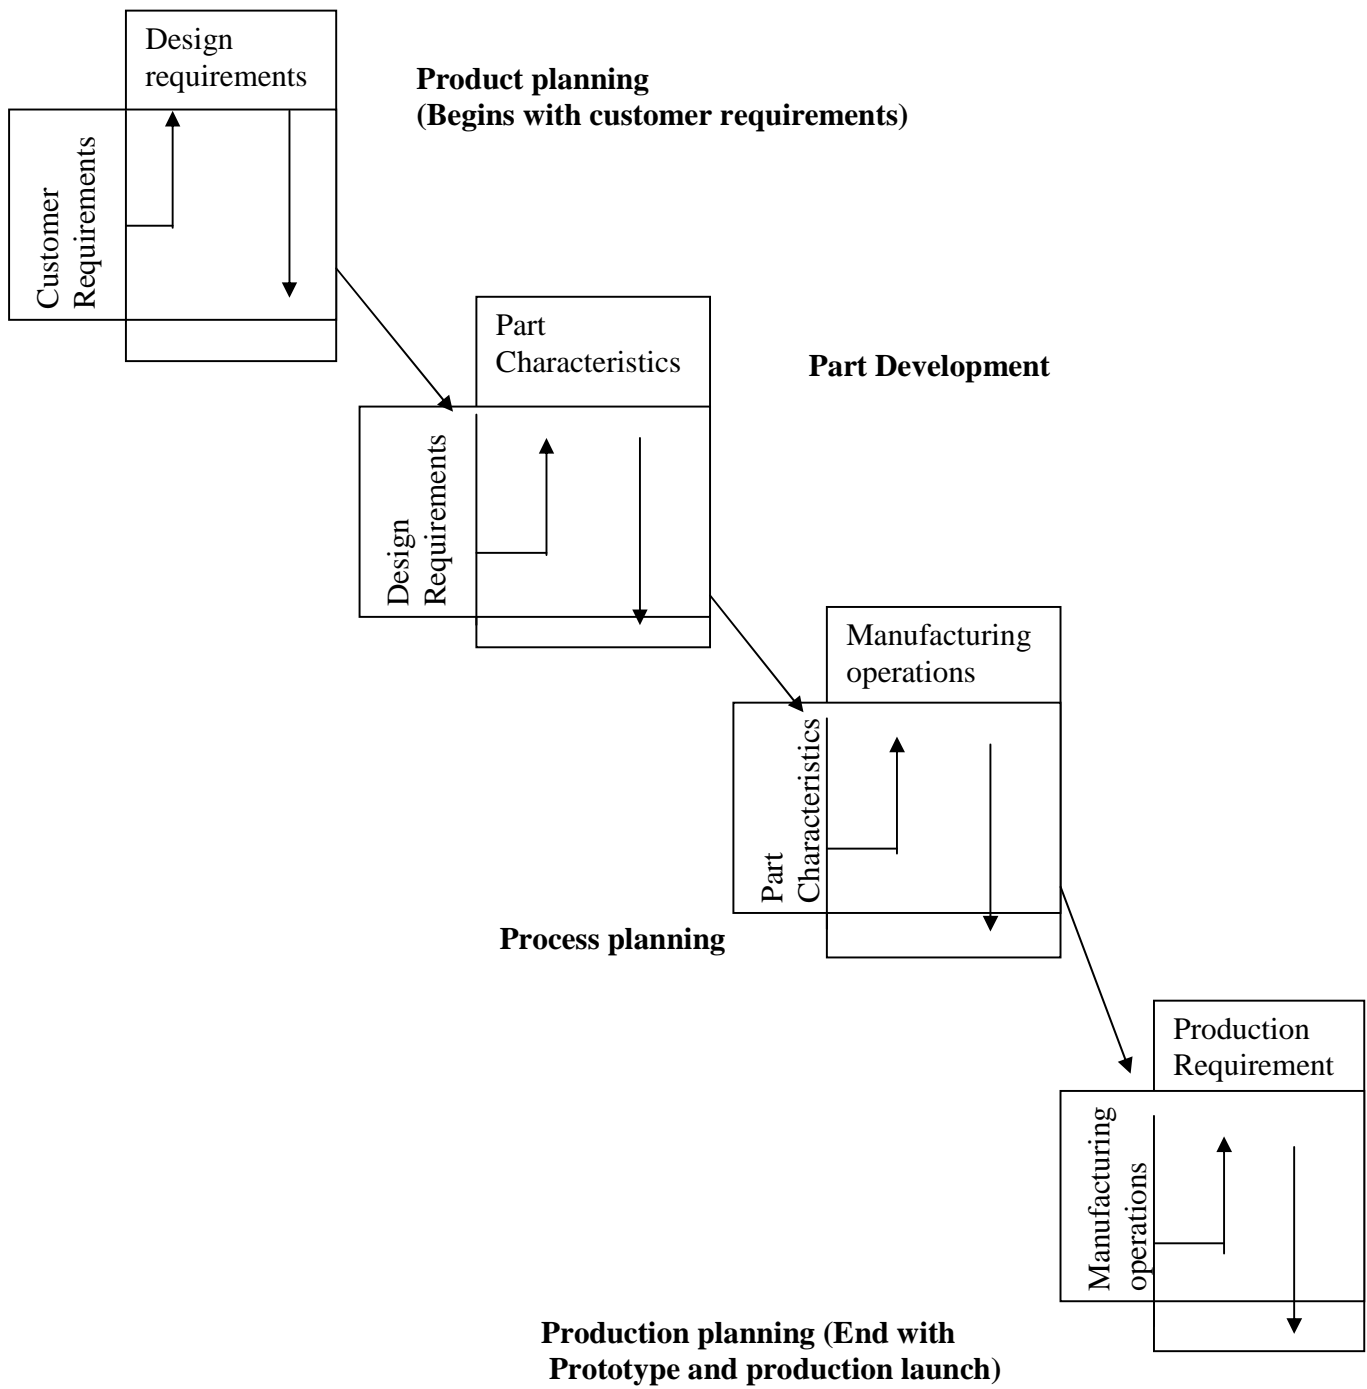 Design
requirements
Product planning
(Begins with customer requirements)
Customer
Requirements
Part
Characteristics
Part Development
Design
Requirements
Manufacturing
operations
Part
Characteristics
Process planning
Production
Requirement
Manufacturing
operations
Production planning (End with
Prototype and production launch)